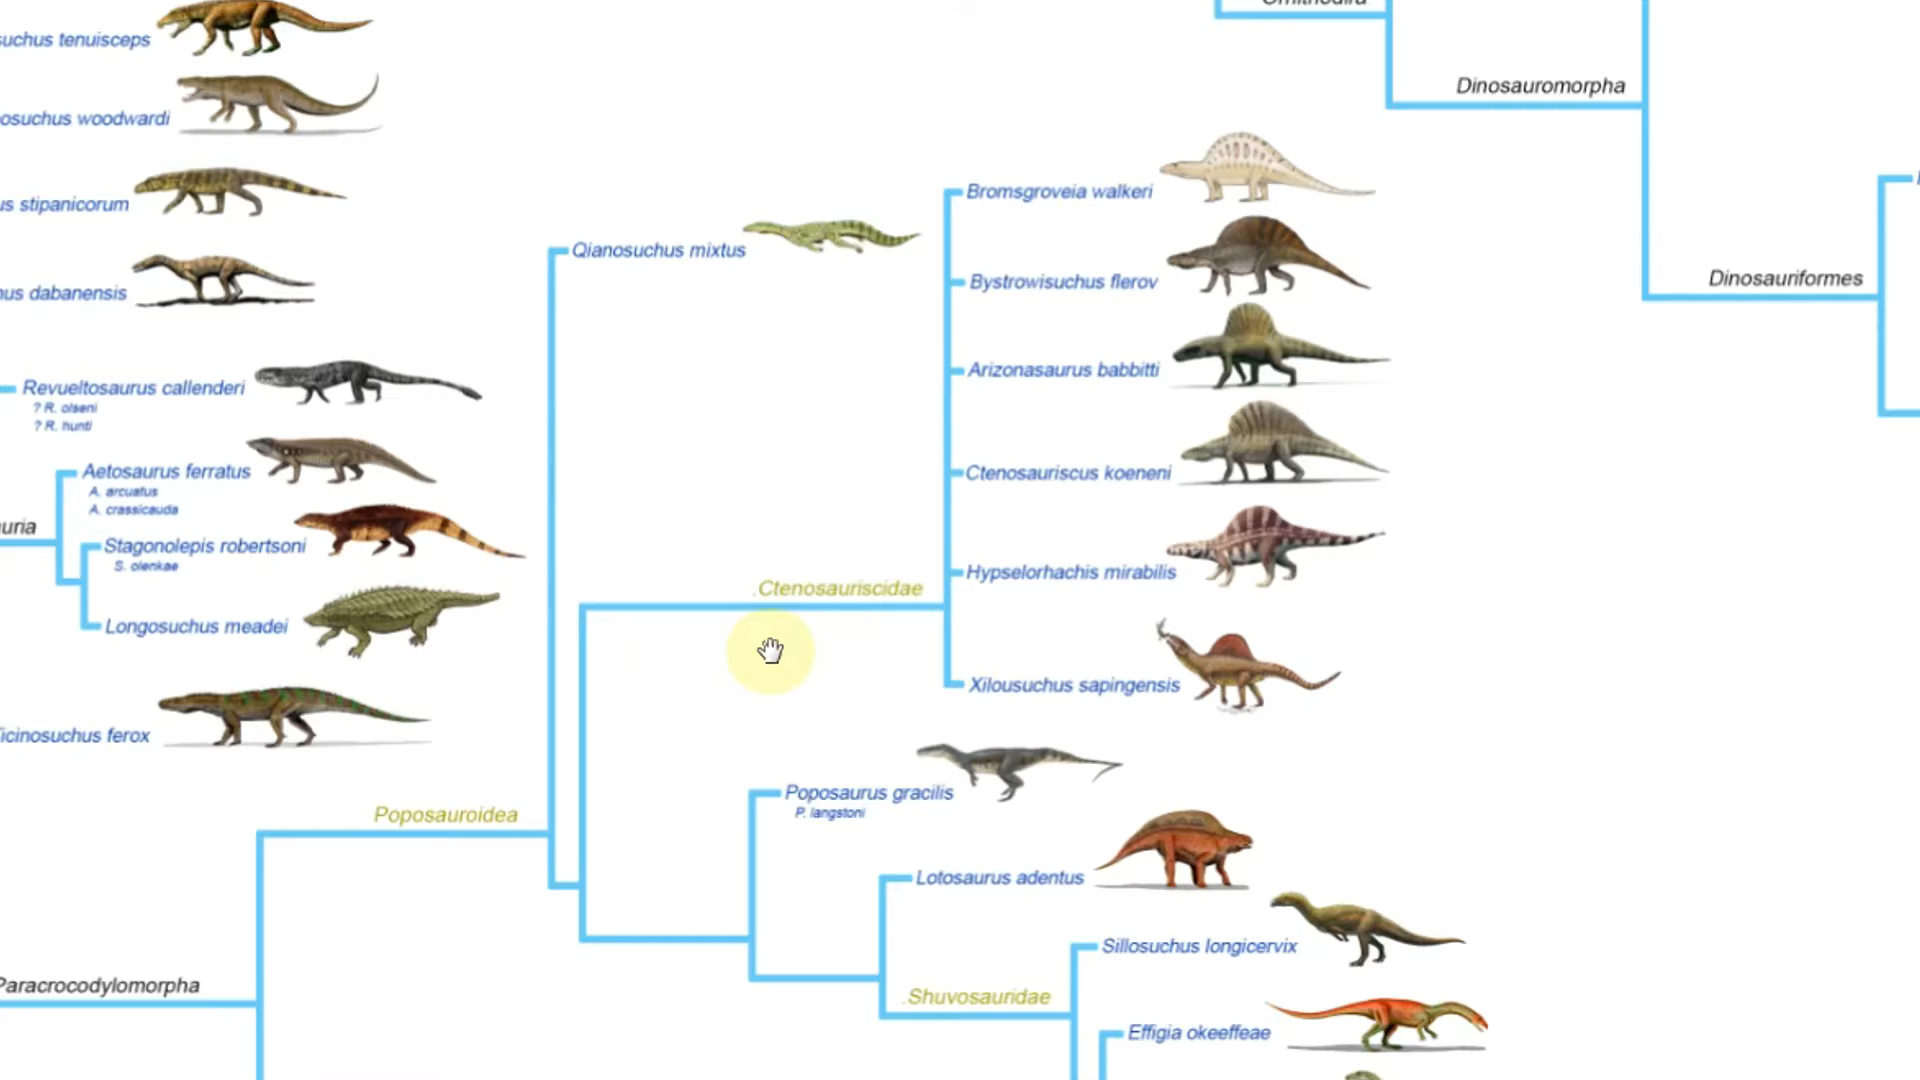 suchus tenuisceps
osuchus woodwardi
us stipanicorum
us dabanensis
Revueltosaurus callenderi
? R. olseni
? R. hunti
Aetosaurus ferratus
A. arcuatus
A. crassicauda
uria
Stagonolepis robertsoni
S. olenkae
Longosuchus meadei
Ticinosuchus ferox
Poposauroidea
Paracrocodylomorpha
Qianosuchus mixtus
.Ctenosauriscidae
Bromsgroveia walkeri
Bystrowisuchus flerov
Arizonasaurus babbitti
Ctenosauriscus koeneni
Hypselorhachis mirabilis
Xilousuchus sapingensis
Poposaurus gracilis
P. langstoni
Lotosaurus adentus
Sillosuchus longicervix
.Shuvosauridae
Effigia okeeffeae
Ornithodira
Dinosauromorpha
Dinosauriformes